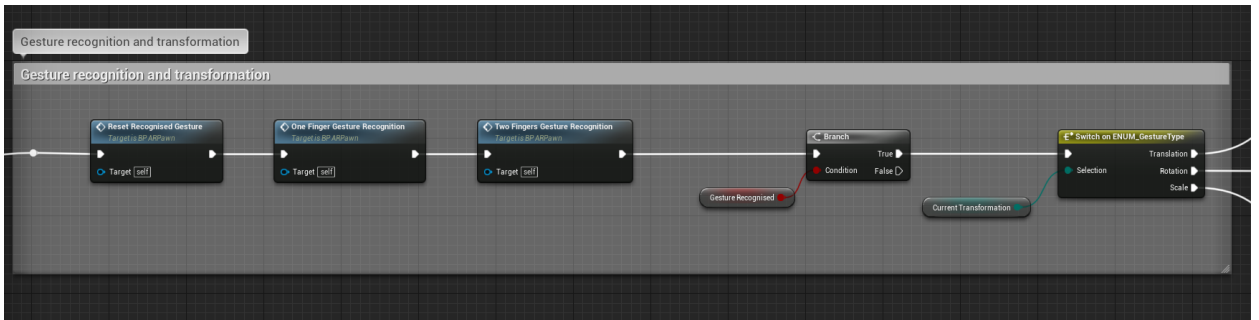 Gesture recognition and transformation
Gesture recognition and transformation
Reset Recognised Gesture
Target is BP ARPawn
Target self
One Finger Gesture Recognition
Target is BP ARPawn
Target self
Two Fingers Gesture Recognition
Target is BP ARPawn
Target self
Gesture Recognised
Branch
True
Condition
False
Current Transformation
Switch on ENUM_GestureType
Translation
Selection
Rotation
Scale